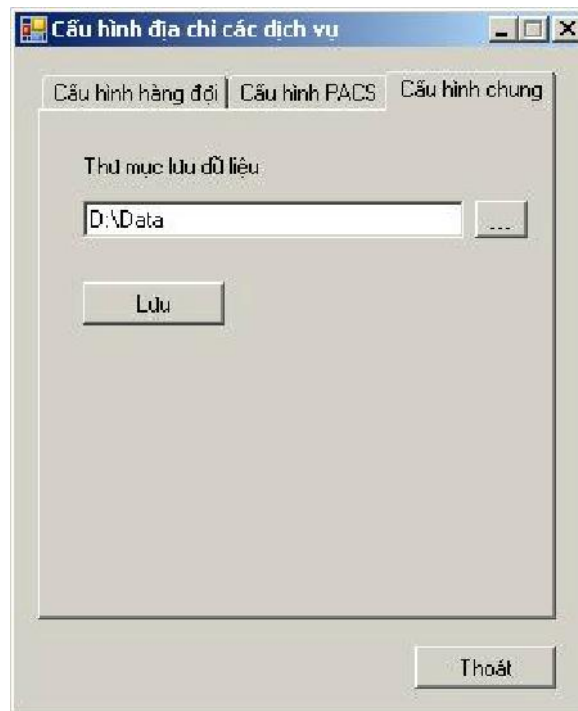 Cấu hình địa chỉ các dịch vụ
Cấu hình hàng đợi Cấu hình PACS Cấu hình chung
Thư mục lưu dữ liệu
D:\Data ...
Lưu
Thoát